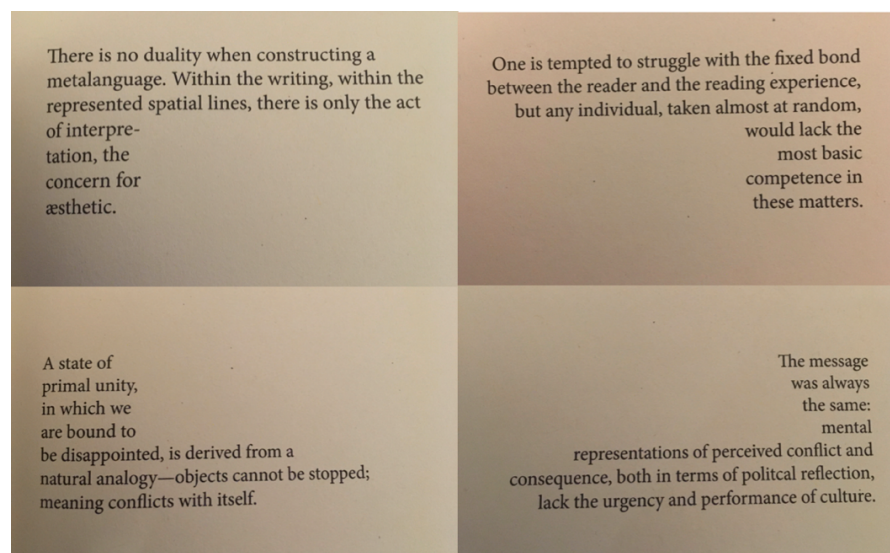 There is no duality when constructing a
metalanguage. Within the writing, within the
represented spatial lines, there is only the act
of interpre-
tation, the
concern for
æsthetic.
One is tempted to struggle with the fixed bond
between the reader and the reading experience,
but any individual, taken almost at random,
would lack the
most basic
competence in
these matters.
A state of
primal unity,
in which we
are bound to
be disappointed, is derived from a
natural analogy—objects cannot be stopped;
meaning conflicts with itself.
The message
was always
the same:
mental
representations of perceived conflict and
consequence, both in terms of politcal reflection,
lack the urgency and performance of culture.